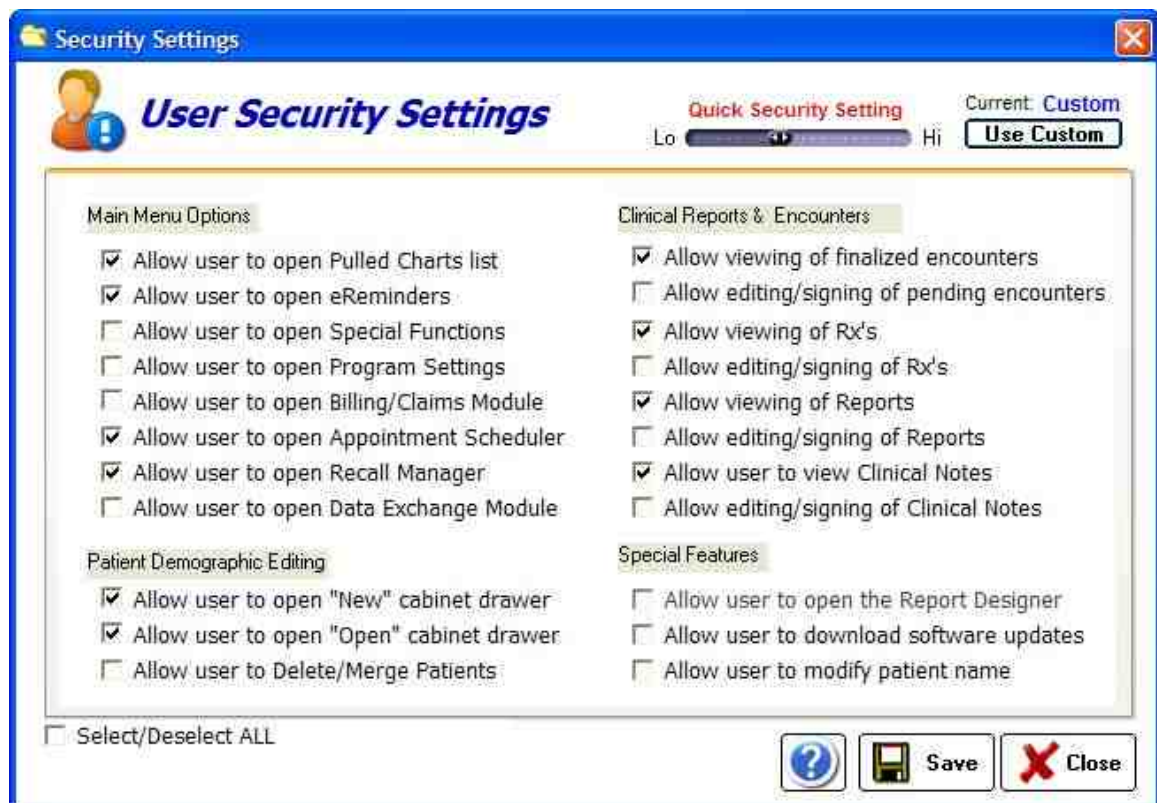 Security Settings
User Security Settings
Quick Security Setting
Lo
Hi
Current: Custom
Use Custom
Main Menu Options
Allow user to open Pulled Charts list
Allow user to open eReminders
Allow user to open Special Functions
Allow user to open Program Settings
Allow user to open Billing/Claims Module
Allow user to open Appointment Scheduler
Allow user to open Recall Manager
Allow user to open Data Exchange Module
Patient Demographic Editing
Allow user to open "New" cabinet drawer
Allow user to open "Open" cabinet drawer
Allow user to Delete/Merge Patients
Clinical Reports & Encounters
Allow viewing of finalized encounters
Allow editing/signing of pending encounters
Allow viewing of Rx's
Allow editing/signing of Rx's
Allow viewing of Reports
Allow editing/signing of Reports
Allow user to view Clinical Notes
Allow editing/signing of Clinical Notes
Special Features
Allow user to open the Report Designer
Allow user to download software updates
Allow user to modify patient name
Select/Deselect ALL
Save
Close